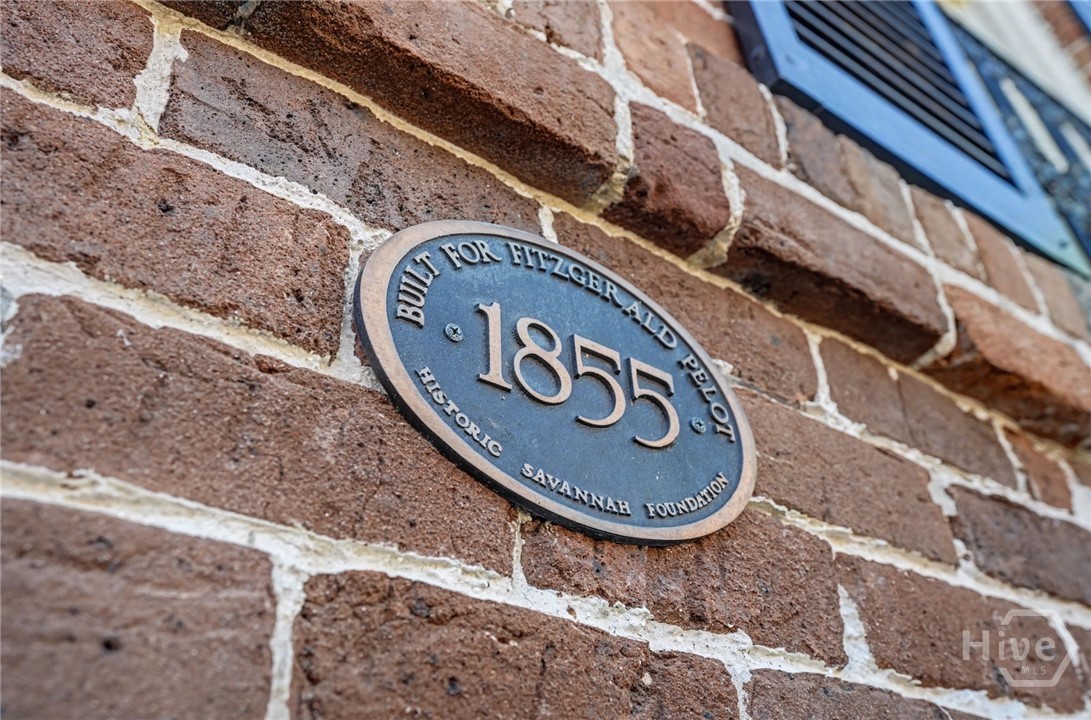 BUILT FOR FITZGERALD PELOT
1855
HISTORIC SAVANNAH FOUNDATION
Hive
MLS